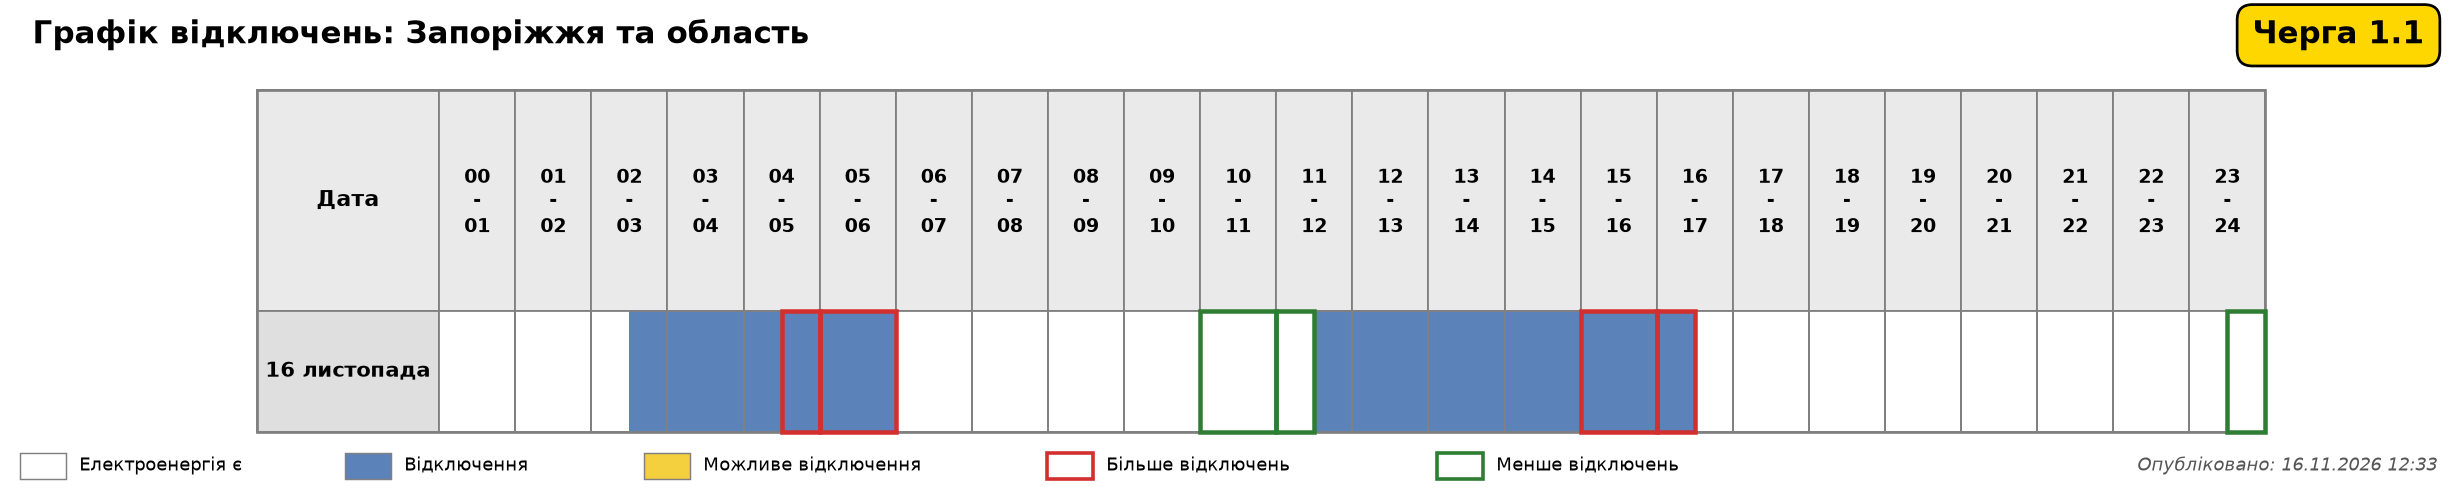 Графік відключень: Запоріжжя та область
Черга 1.1
Дата
00 - 01
01 - 02
02 - 03
03 - 04
04 - 05
05 - 06
06 - 07
07 - 08
08 - 09
09 - 10
10 - 11
11 - 12
12 - 13
13 - 14
14 - 15
15 - 16
16 - 17
17 - 18
18 - 19
19 - 20
20 - 21
21 - 22
22 - 23
23 - 24
16 листопада
Електроенергія є
Відключення
Можливе відключення
Більше відключень
Менше відключень
Опубліковано: 16.11.2026 12:33